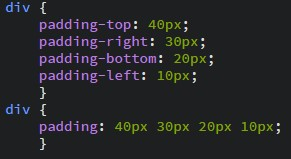 div {
    padding-top: 40px;
    padding-right: 30px;
    padding-bottom: 20px;
    padding-left: 10px;
    }
div {
    padding: 40px 30px 20px 10px;
    }